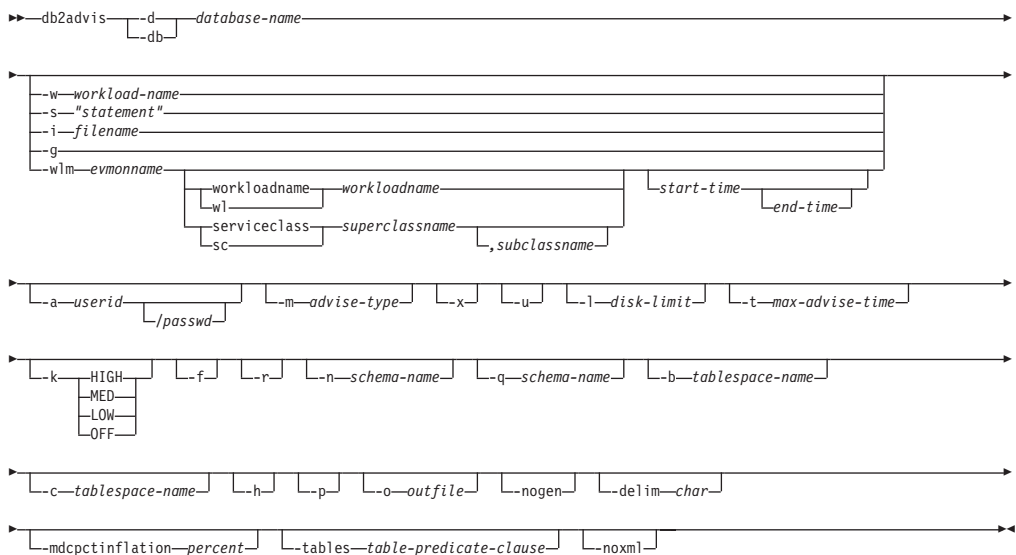 db2advis -d database-name
-db
-w workload-name
-s "statement"
-i filename
-g
-wlm evmonname
workloadname workloadname start-time
wl end-time
serviceclass superclassname
sc ,subclassname
-a userid -m advise-type -x -u -l disk-limit -t max-advise-time
/passwd
-k HIGH -f -r -n schema-name -q schema-name -b tablespace-name
MED
LOW
OFF
-c tablespace-name -h -p -o outfile -nogen -delim char
-mdcpctinflation percent -tables table-predicate-clause -noxml